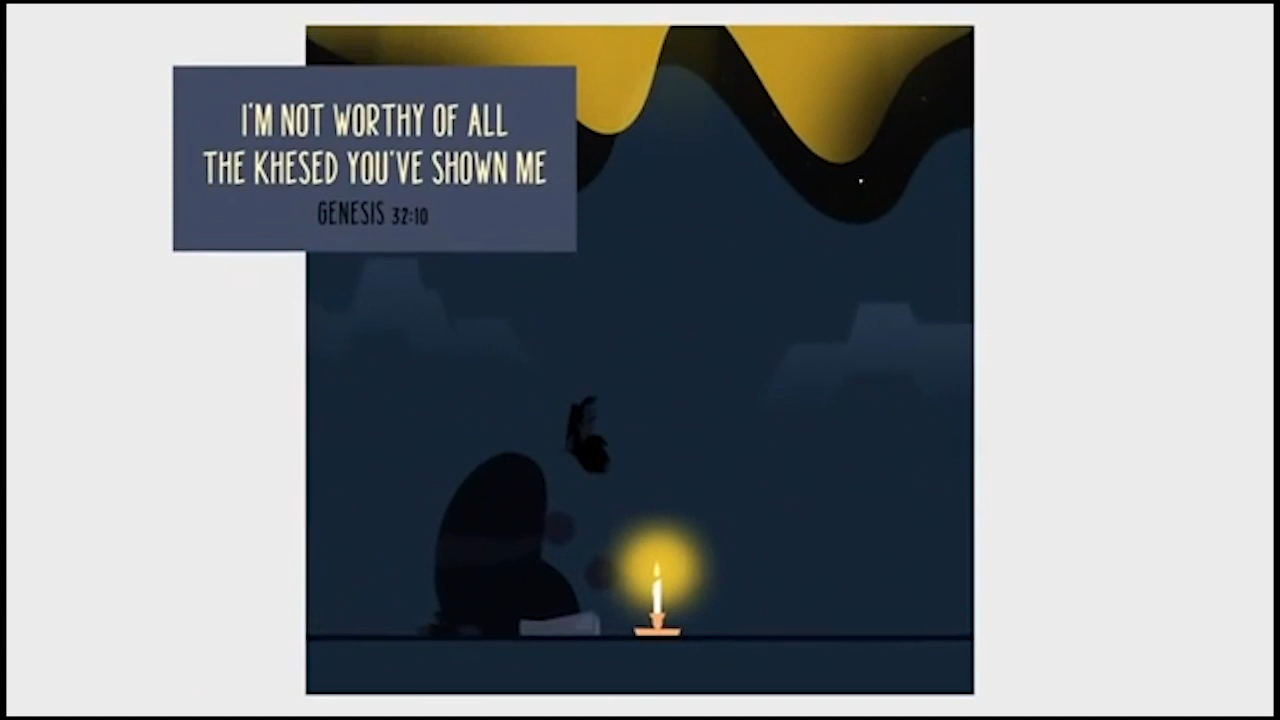 I'M NOT WORTHY OF ALL
THE KHESED YOU'VE SHOWN ME
GENESIS 32:10